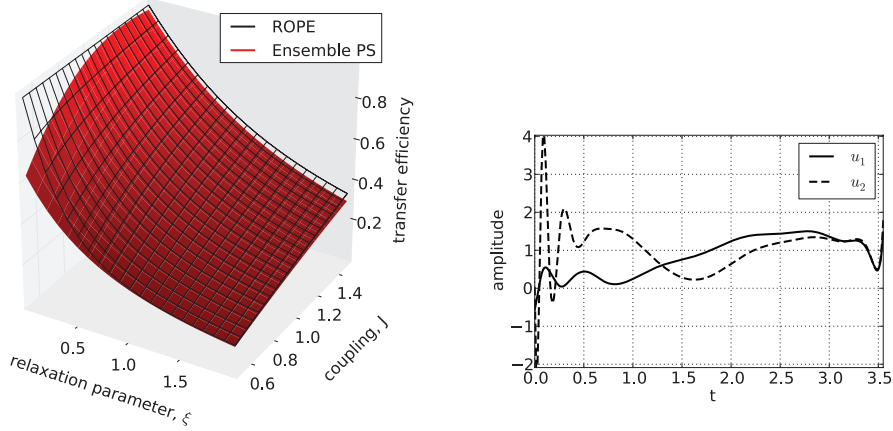 ROPE
Ensemble PS
0.8
0.6
0.4
0.2
transfer efficiency
0.5
1.0
1.5
relaxation parameter, ξ
0.6
0.8
1.0
1.2
1.4
coupling, J
4
3
2
1
0
−1
−2
amplitude
u1
u2
0.0 0.5 1.0 1.5 2.0 2.5 3.0 3.5
t